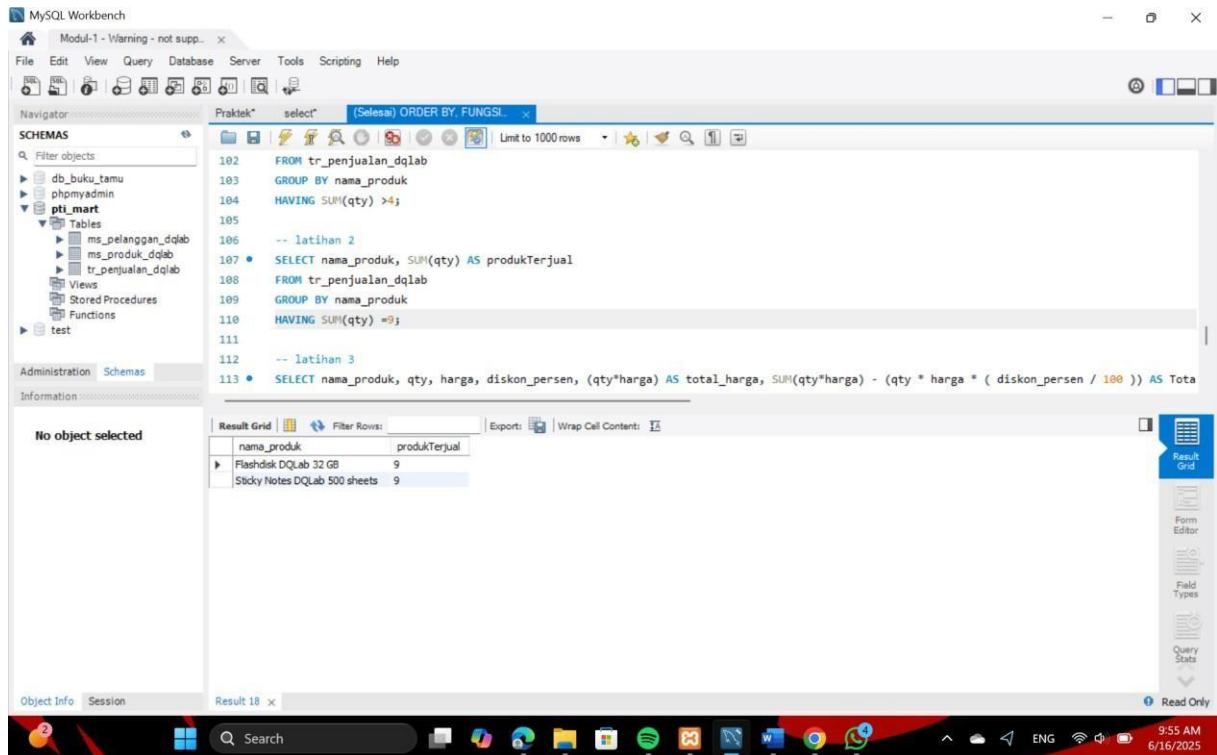 MySQL Workbench
Modul-1 - Warning - not supp...
File Edit View Query Database Server Tools Scripting Help
Navigator
Praktek* select* (Selesai) ORDER BY, FUNGSI...
SCHEMAS
Limit to 1000 rows
Filter objects
db_buku_tamu
phpmyadmin
pti_mart
Tables
ms_pelanggan_dqlab
ms_produk_dqlab
tr_penjualan_dqlab
Views
Stored Procedures
Functions
test
Administration Schemas
Information
No object selected
102 FROM tr_penjualan_dqlab
103 GROUP BY nama_produk
104 HAVING SUM(qty) >4;
105
106 -- latihan 2
107 SELECT nama_produk, SUM(qty) AS produkTerjual
108 FROM tr_penjualan_dqlab
109 GROUP BY nama_produk
110 HAVING SUM(qty) =9;
111
112 -- latihan 3
113 SELECT nama_produk, qty, harga, diskon_persen, (qty*harga) AS total_harga, SUM(qty*harga) - (qty * harga * ( diskon_persen / 100 )) AS Tota
Result Grid Filter Rows: Export: Wrap Cell Content:
nama_produk produkTerjual
Flashdisk DQLab 32 GB 9
Sticky Notes DQLab 500 sheets 9
Result Grid
Form Editor
Field Types
Query Stats
Object Info Session
Result 18
Read Only
2
Search
4
ENG
9:55 AM
6/16/2025